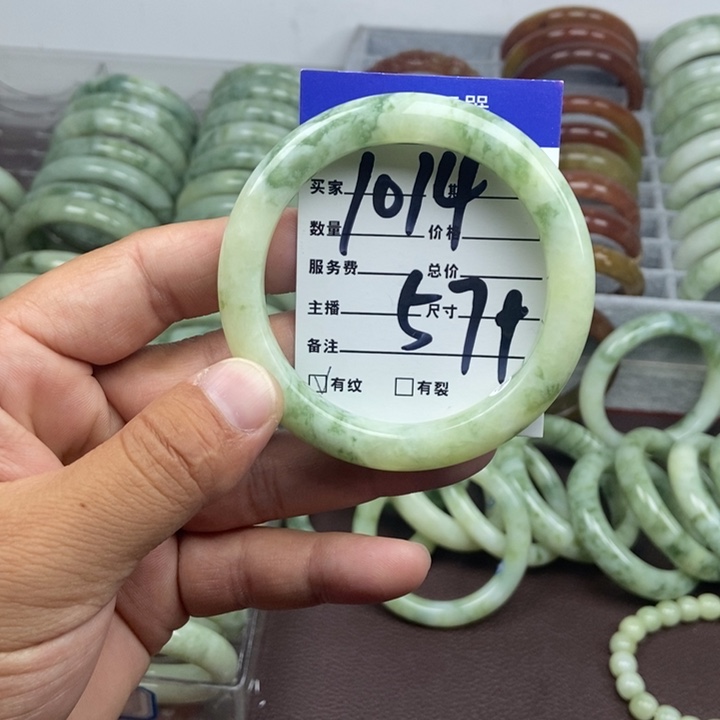 器
买家 1014 期
数量 价格
服务费 总价
主播 尺寸 57+
备注
有纹 有裂